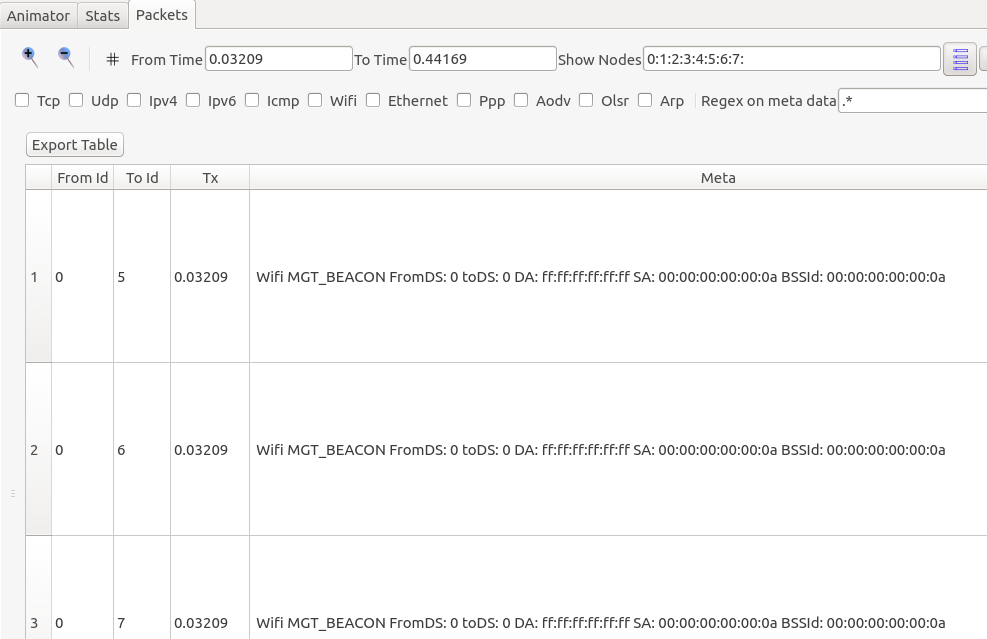 Animator Stats Packets
# From Time 0.03209 To Time 0.44169 Show Nodes 0:1:2:3:4:5:6:7:
Tcp Udp Ipv4 Ipv6 Icmp Wifi Ethernet Ppp Aodv Olsr Arp Regex on meta data .*
Export Table
From Id To Id Tx Meta
1 0 5 0.03209 Wifi MGT_BEACON FromDS: 0 toDS: 0 DA: ff:ff:ff:ff:ff:ff SA: 00:00:00:00:00:0a BSSId: 00:00:00:00:00:0a
2 0 6 0.03209 Wifi MGT_BEACON FromDS: 0 toDS: 0 DA: ff:ff:ff:ff:ff:ff SA: 00:00:00:00:00:0a BSSId: 00:00:00:00:00:0a
3 0 7 0.03209 Wifi MGT_BEACON FromDS: 0 toDS: 0 DA: ff:ff:ff:ff:ff:ff SA: 00:00:00:00:00:0a BSSId: 00:00:00:00:00:0a